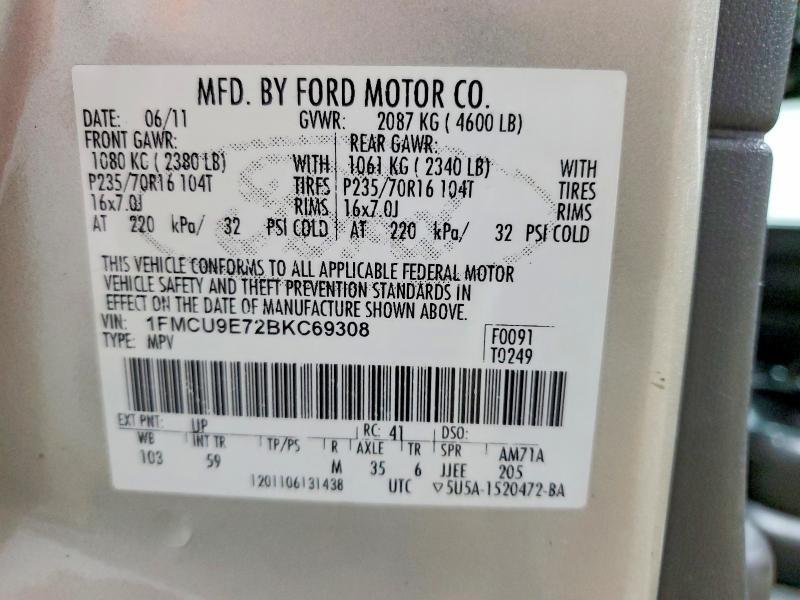 MFD. BY FORD MOTOR CO.
DATE: 06/11 GVWR: 2087 KG ( 4600 LB)
FRONT GAWR: REAR GAWR:
1080 KG ( 2380 LB) WITH 1061 KG ( 2340 LB) WITH
P235/70R16 104T TIRES P235/70R16 104T TIRES
16x7.0J RIMS 16x7.0J RIMS
AT 220 kPa/ 32 PSI COLD AT 220 kPa/ 32 PSI COLD
THIS VEHICLE CONFORMS TO ALL APPLICABLE FEDERAL MOTOR
VEHICLE SAFETY AND THEFT PREVENTION STANDARDS IN
EFFECT ON THE DATE OF MANUFACTURE SHOWN ABOVE.
VIN: 1FMCU9E72BKC69308 F0091
TYPE: MPV T0249
EXT PNT: UP RC: 41 DSO:
WB INT TR TP/PS R AXLE TR SPR AM71A
103 59 M 35 6 JJEE 205
1201106131438 UTC ▽5U5A-1520472-BA